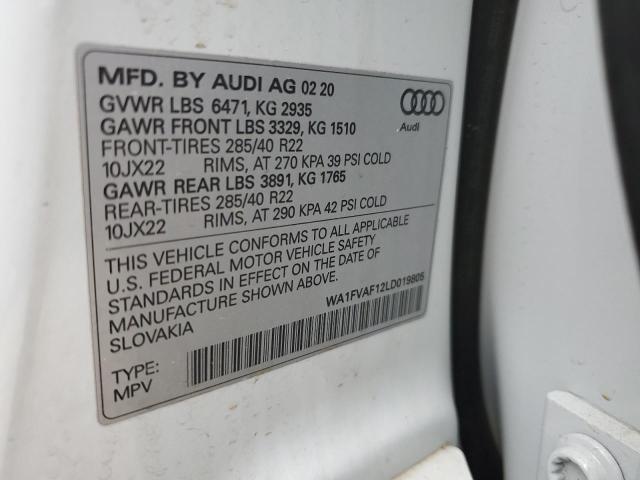 MFD. BY AUDI AG 02 20
GVWR LBS 6471, KG 2935
GAWR FRONT LBS 3329, KG 1510
FRONT-TIRES 285/40 R22
10JX22 RIMS, AT 270 KPA 39 PSI COLD
GAWR REAR LBS 3891, KG 1765
REAR-TIRES 285/40 R22
10JX22 RIMS, AT 290 KPA 42 PSI COLD
Audi
THIS VEHICLE CONFORMS TO ALL APPLICABLE
U.S. FEDERAL MOTOR VEHICLE SAFETY
STANDARDS IN EFFECT ON THE DATE OF
MANUFACTURE SHOWN ABOVE.
SLOVAKIA
WA1FVAF12LD019805
TYPE:
MPV